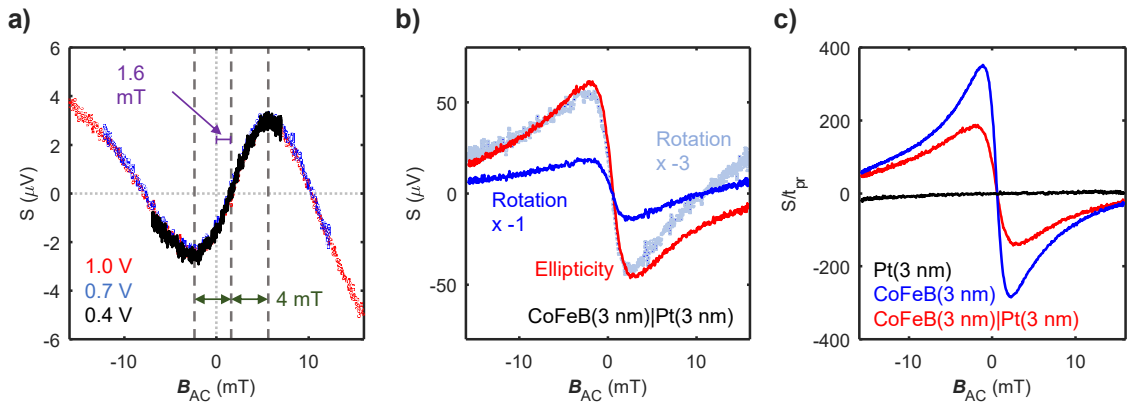 a)
6
4
2
0
-2
-4
-6
S (μV)
1.6
mT
1.0 V
0.7 V
0.4 V
4 mT
-10
0
10
B_AC (mT)
b)
50
0
-50
S (μV)
Rotation
x -3
Rotation
x -1
Ellipticity
CoFeB(3 nm)|Pt(3 nm)
-10
0
10
B_AC (mT)
c)
400
200
0
-200
-400
S/t_pr
Pt(3 nm)
CoFeB(3 nm)
CoFeB(3 nm)|Pt(3 nm)
-10
0
10
B_AC (mT)